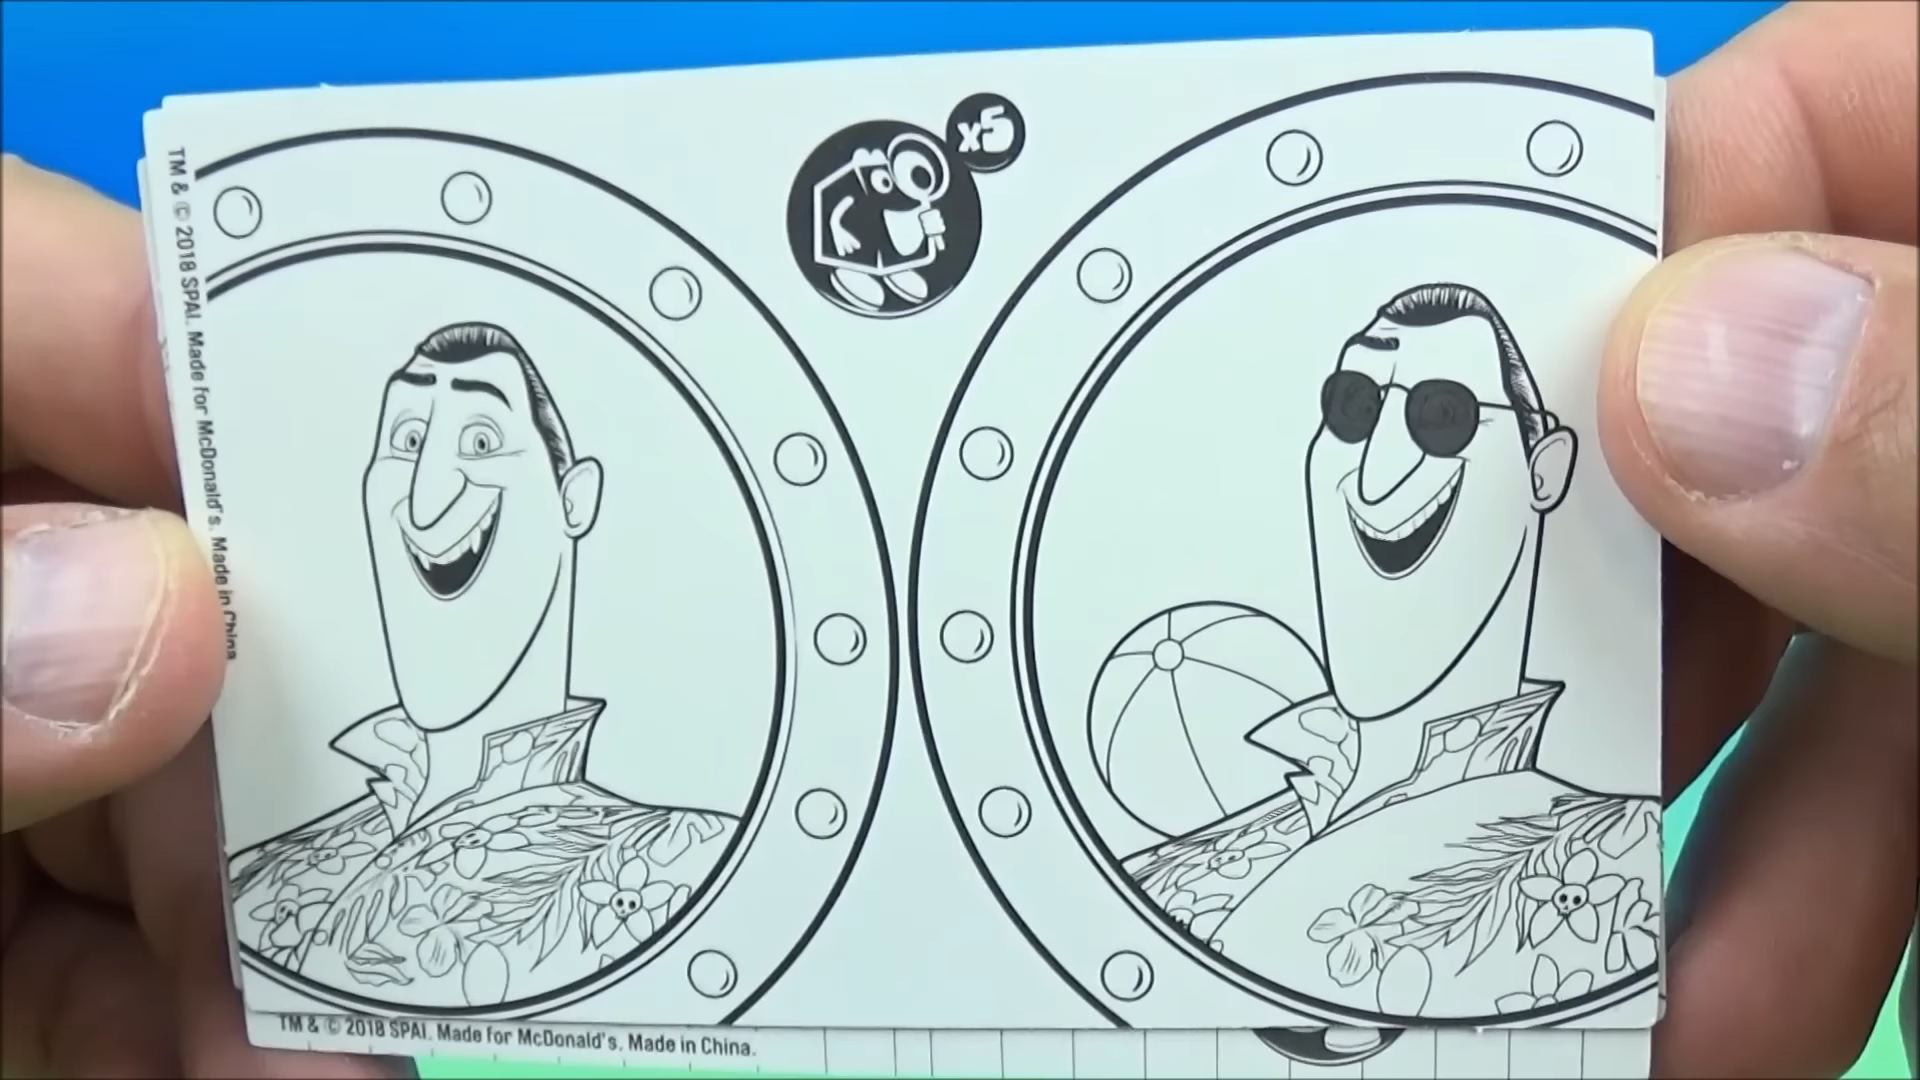 x5
TM & © 2018 SPAI. Made for McDonald's. Made in China
TM & © 2018 SPAI. Made for McDonald's. Made in China.